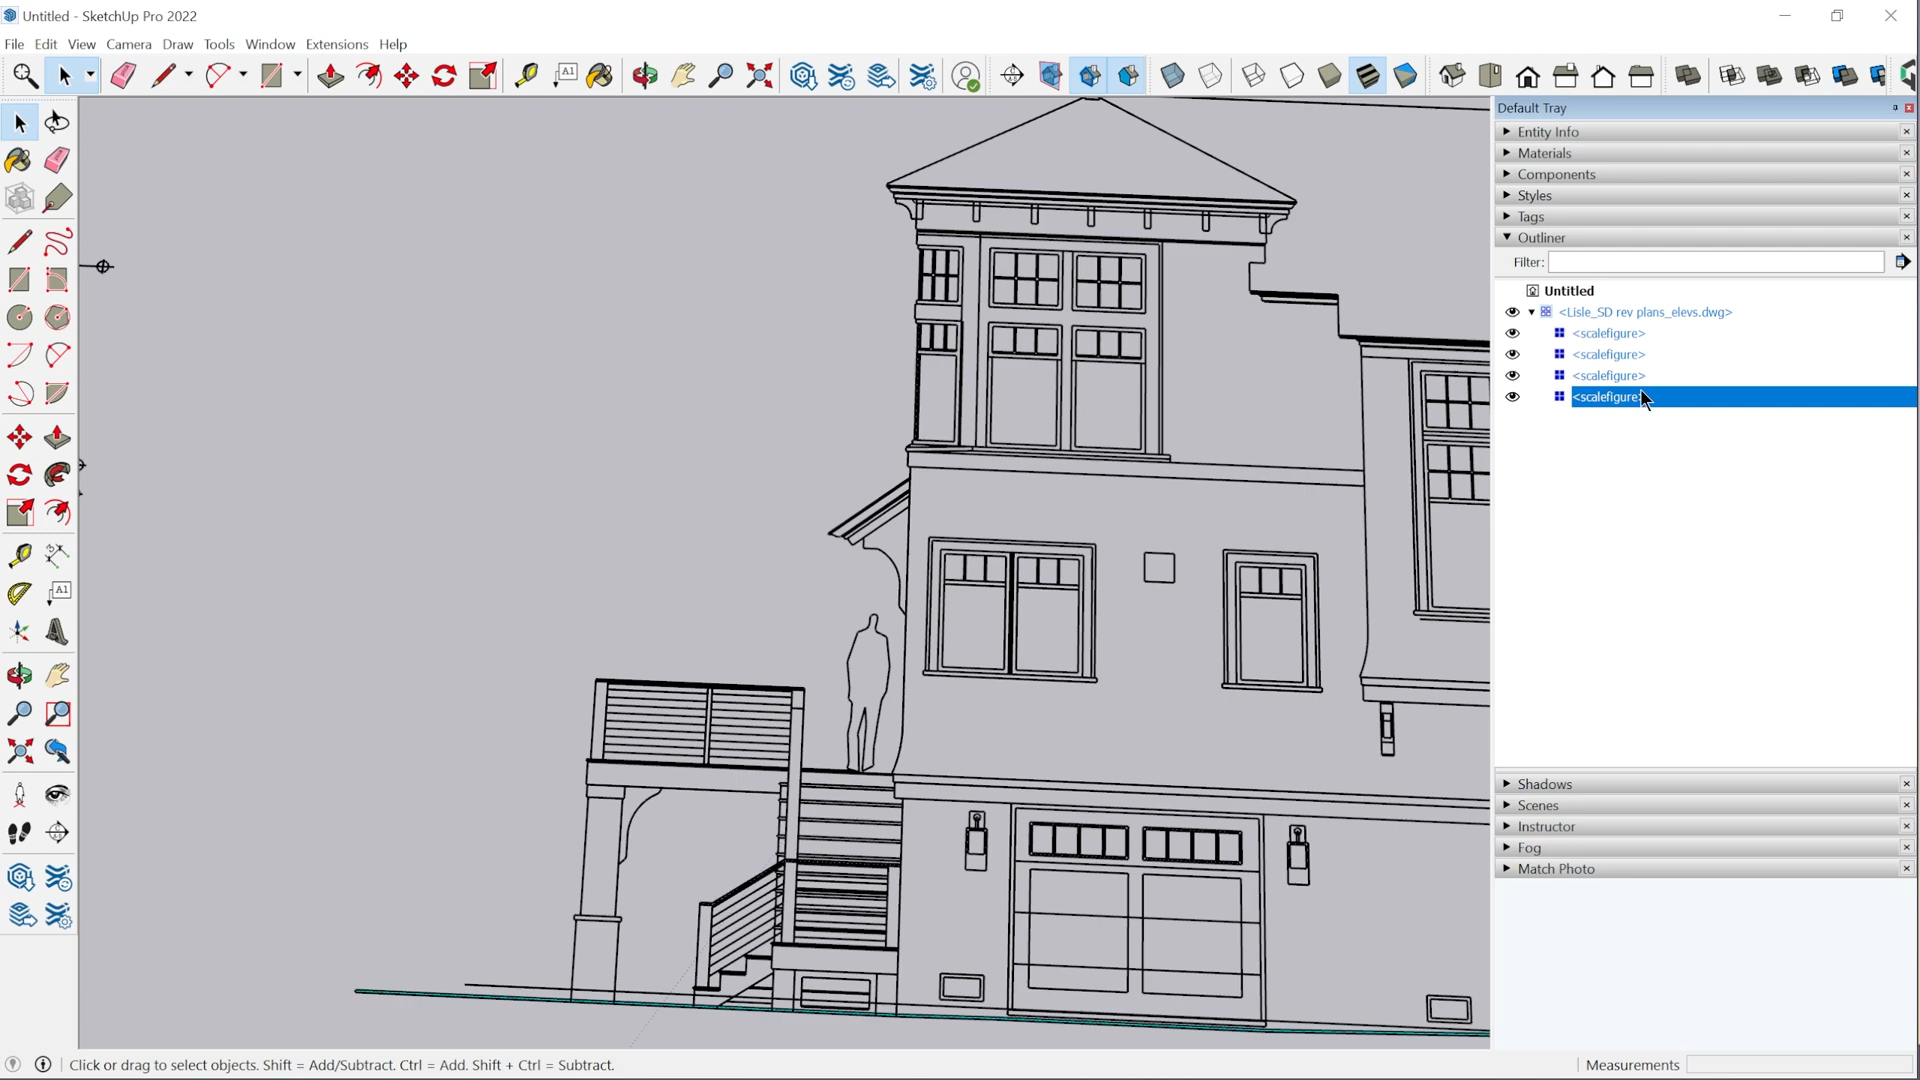 Untitled - SketchUp Pro 2022
File Edit View Camera Draw Tools Window Extensions Help
A1
Default Tray
Entity Info
Materials
Components
Styles
Tags
Outliner
Filter:
Untitled
<Lisle_SD rev plans_elevs.dwg>
<scalefigure>
<scalefigure>
<scalefigure>
<scalefigure>
A1
Shadows
Scenes
Instructor
Fog
Match Photo
Click or drag to select objects. Shift = Add/Subtract. Ctrl = Add. Shift + Ctrl = Subtract.
Measurements